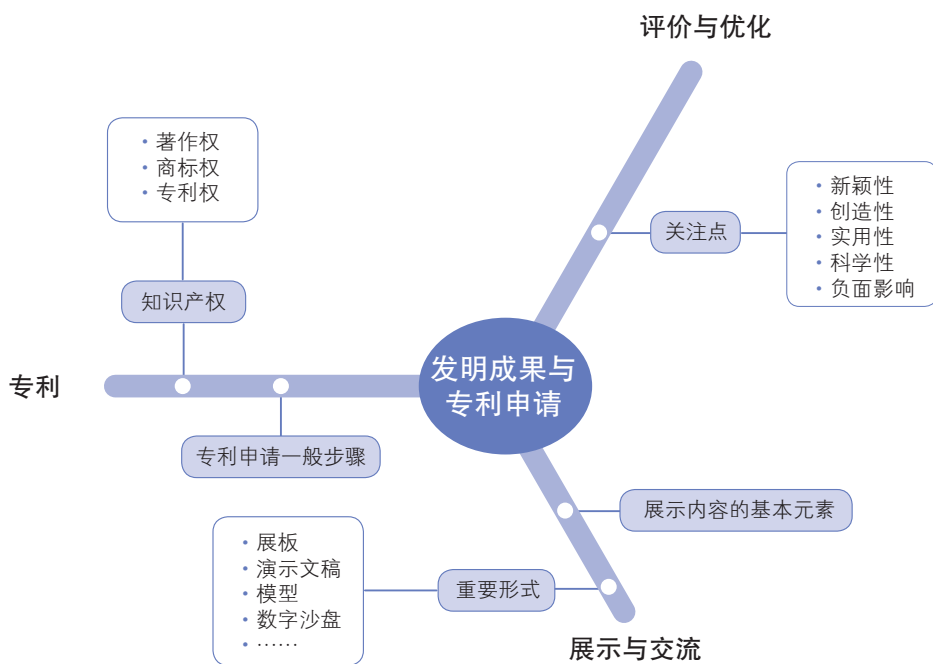 评价与优化
• 著作权
• 商标权
• 专利权
• 新颖性
• 创造性
• 实用性
• 科学性
• 负面影响
关注点
知识产权
发明成果与
专利申请
专利
专利申请一般步骤
展示内容的基本元素
• 展板
• 演示文稿
• 模型
• 数字沙盘
• ……
重要形式
展示与交流